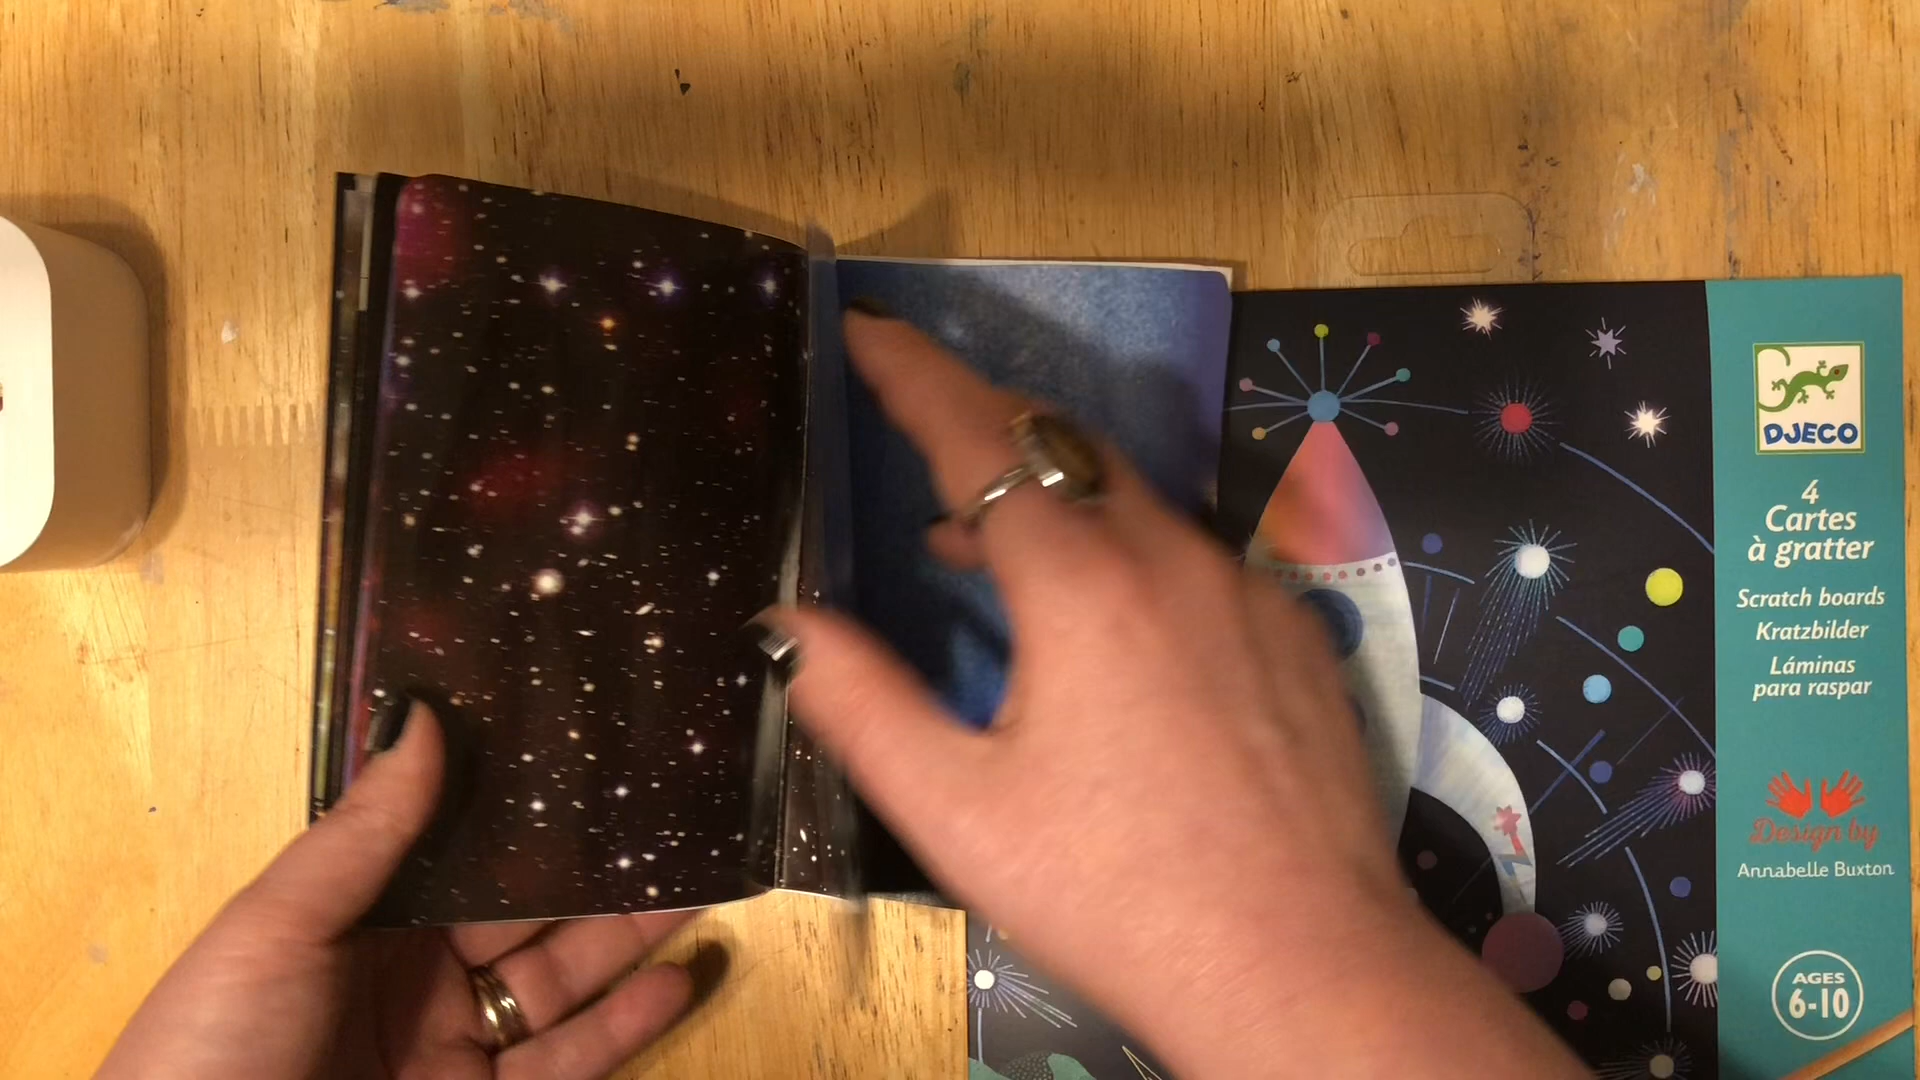 DJECO
4
Cartes
à gratter
Scratch boards
Kratzbilder
Láminas
para raspar
Design by
Annabelle Buxton
AGES
6-10